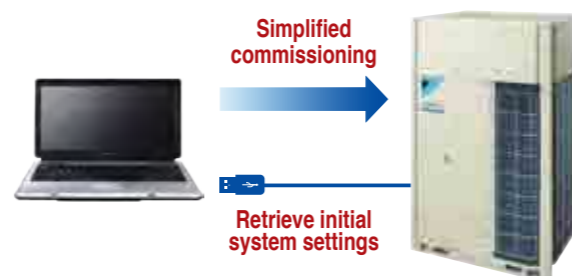 Simplified
commissioning
Retrieve initial
system settings